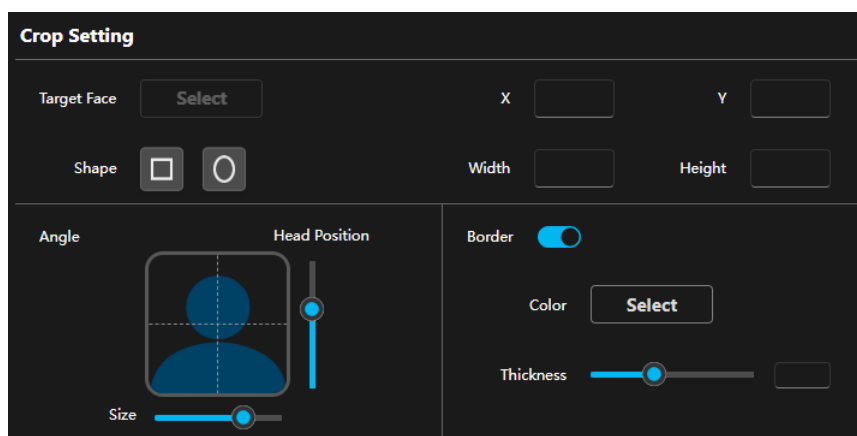 Crop Setting
Target Face Select X Y
Shape Width Height
Angle Head Position Border
Color Select
Thickness
Size